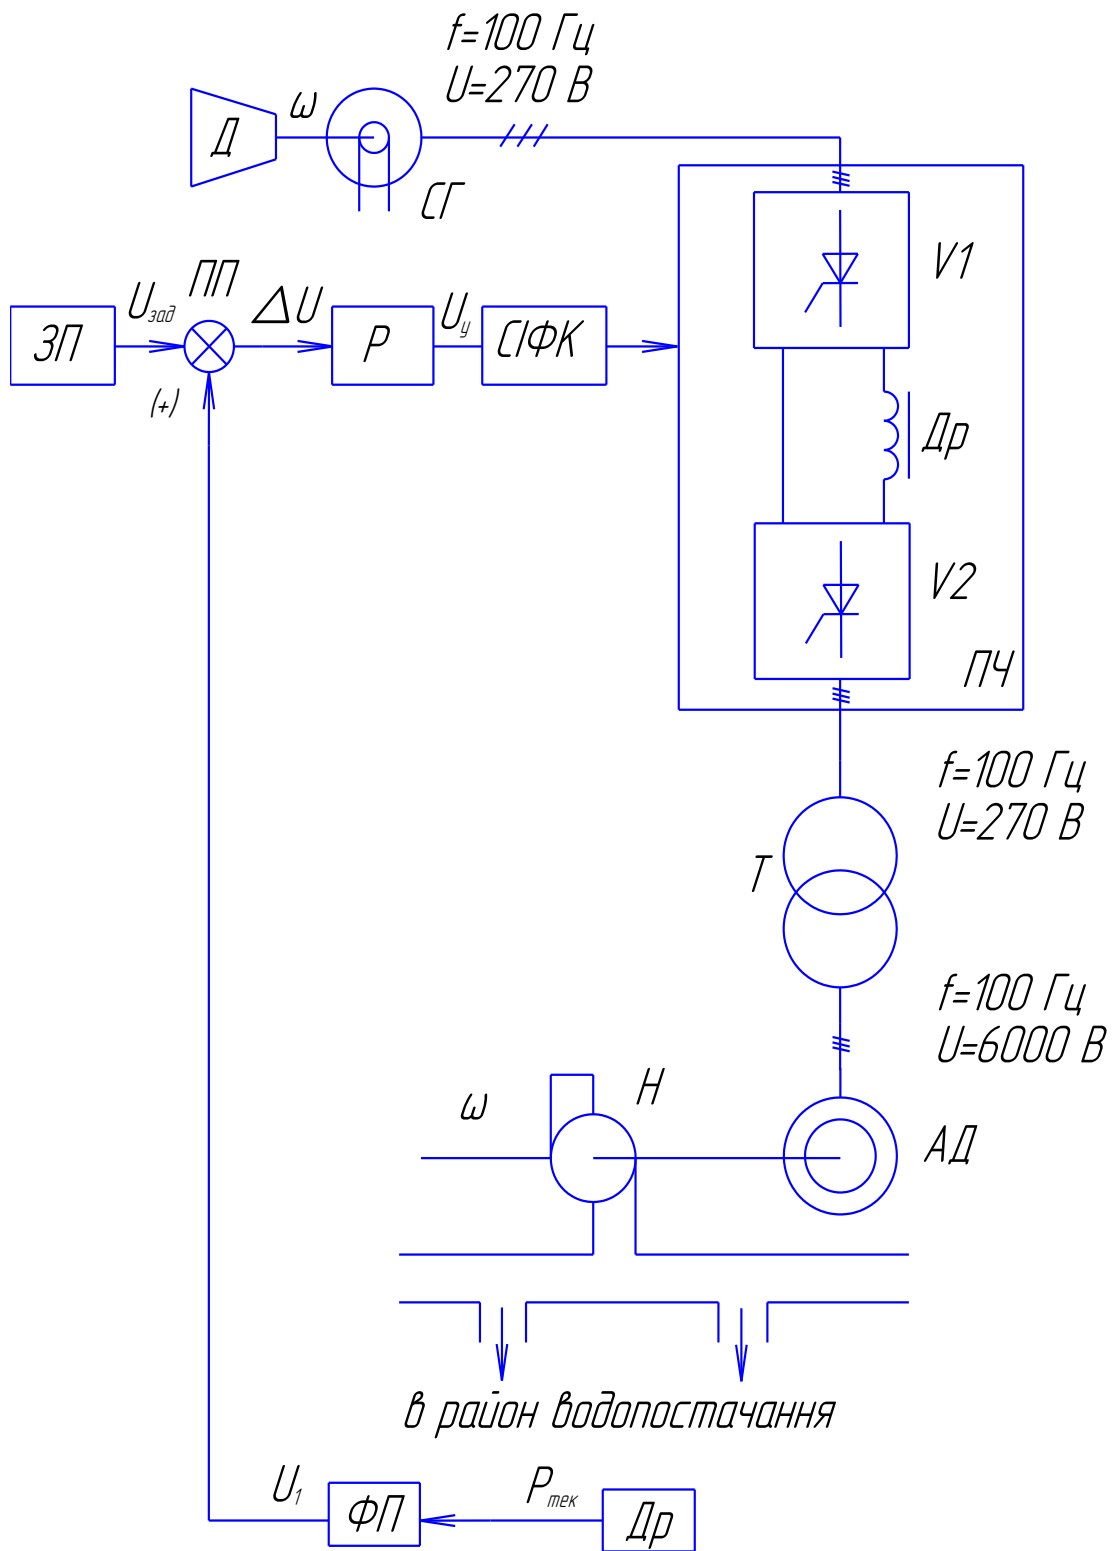 f=100 Гц
U=270 В
Д
ω
СГ
V1
ЗП
Uзад
ПП
ΔU
Р
Uу
СІФК
(+)
Др
V2
ПЧ
f=100 Гц
U=270 В
Т
f=100 Гц
U=6000 В
ω
Н
АД
в район водопостачання
U1
ФП
Ртек
Др